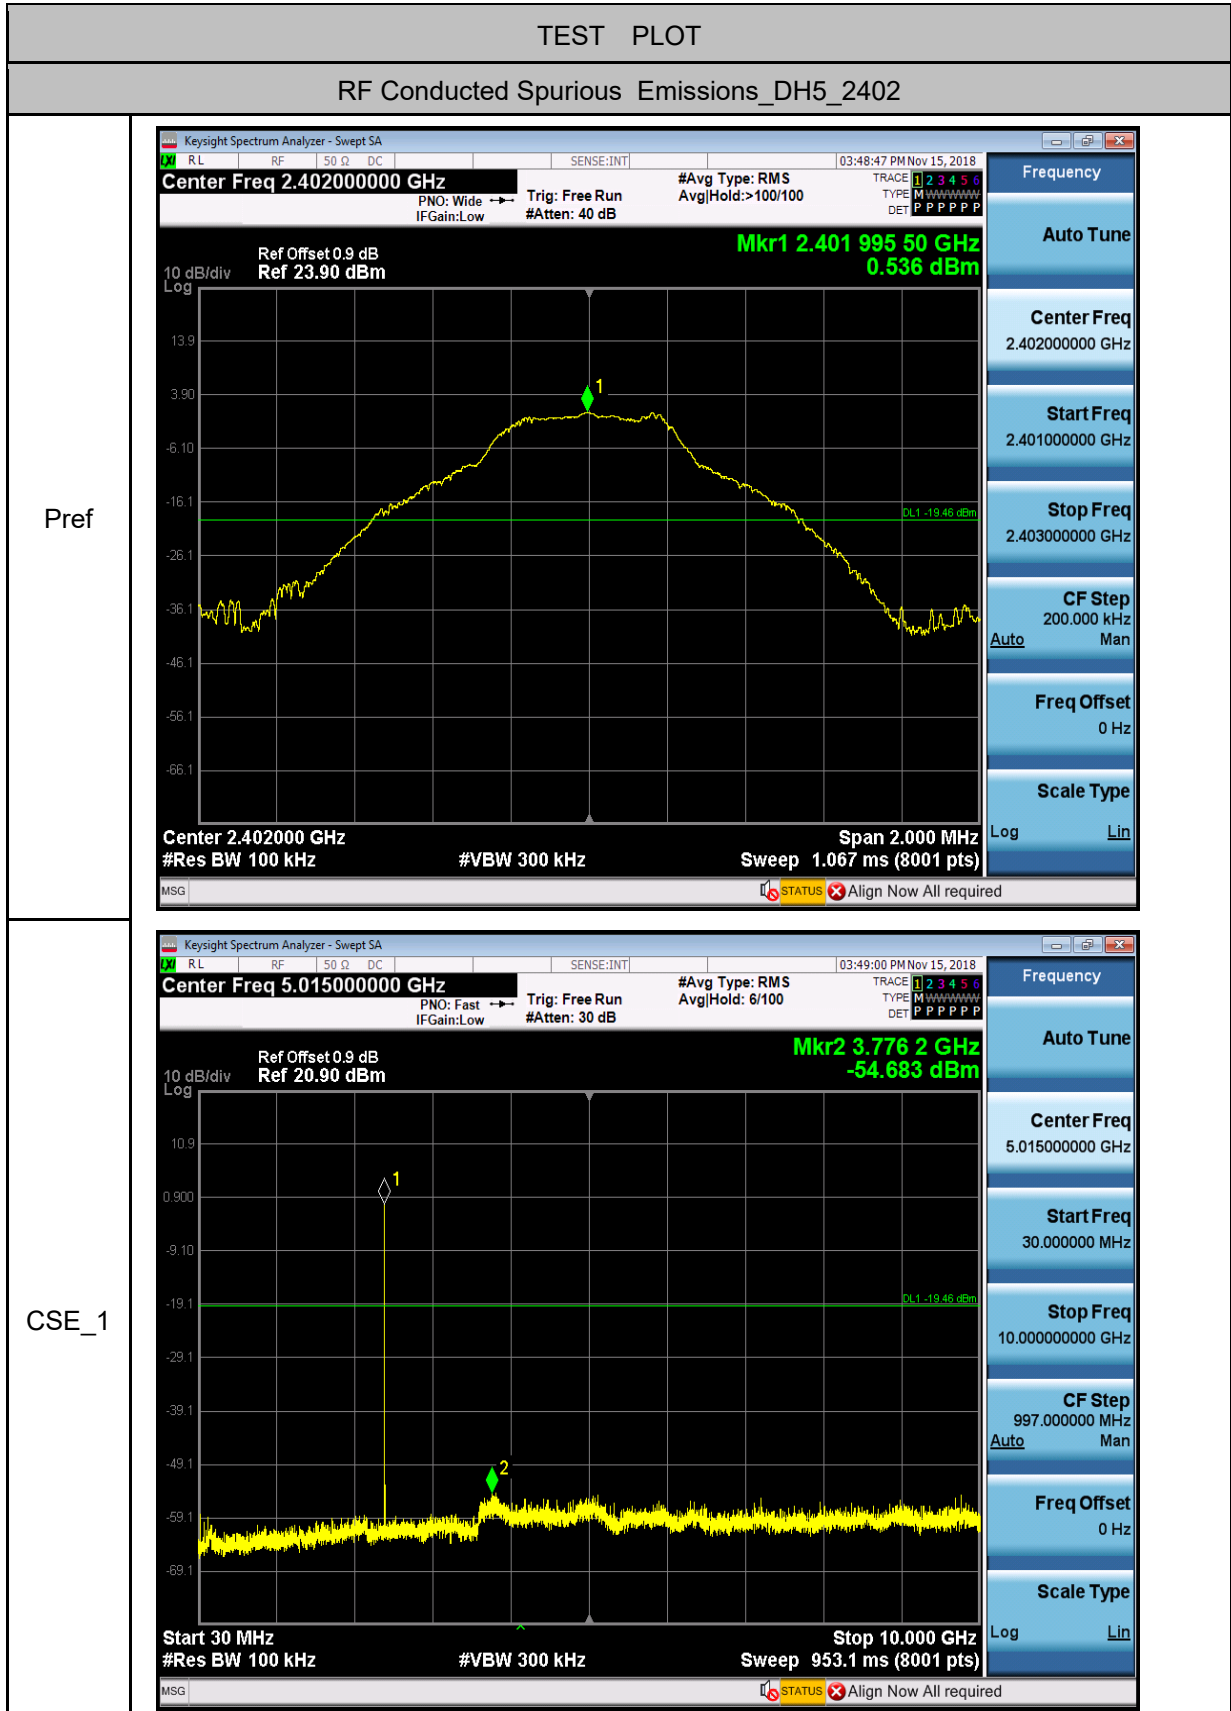 TEST PLOT
RF Conducted Spurious Emissions_DH5_2402
Pref
Keysight Spectrum Analyzer - Swept SA
LXI RL RF 50 Ω DC SENSE:INT 03:48:47 PM Nov 15, 2018
Center Freq 2.402000000 GHz #Avg Type: RMS TRACE 1 2 3 4 5 6
PNO: Wide Trig: Free Run Avg|Hold:>100/100 TYPE M WWWWW
IFGain:Low #Atten: 40 dB DET P P P P P P
Mkr1 2.401 995 50 GHz
0.536 dBm
Ref Offset 0.9 dB
10 dB/div Ref 23.90 dBm
Log
13.9
3.90
-6.10
-16.1
-26.1
-36.1
-46.1
-56.1
-66.1
1
DL1 -19.46 dBm
Center 2.402000 GHz Span 2.000 MHz
#Res BW 100 kHz #VBW 300 kHz Sweep 1.067 ms (8001 pts)
MSG STATUS Align Now All required
Frequency
Auto Tune
Center Freq
2.402000000 GHz
Start Freq
2.401000000 GHz
Stop Freq
2.403000000 GHz
CF Step
200.000 kHz
Auto Man
Freq Offset
0 Hz
Scale Type
Log Lin
CSE_1
Keysight Spectrum Analyzer - Swept SA
LXI RL RF 50 Ω DC SENSE:INT 03:49:00 PM Nov 15, 2018
Center Freq 5.015000000 GHz #Avg Type: RMS TRACE 1 2 3 4 5 6
PNO: Fast Trig: Free Run Avg|Hold: 6/100 TYPE M WWWWW
IFGain:Low #Atten: 30 dB DET P P P P P P
Mkr2 3.776 2 GHz
-54.683 dBm
Ref Offset 0.9 dB
10 dB/div Ref 20.90 dBm
Log
10.9
0.900
-9.10
-19.1
-29.1
-39.1
-49.1
-59.1
-69.1
1
DL1 -19.46 dBm
2
Start 30 MHz Stop 10.000 GHz
#Res BW 100 kHz #VBW 300 kHz Sweep 953.1 ms (8001 pts)
MSG STATUS Align Now All required
Frequency
Auto Tune
Center Freq
5.015000000 GHz
Start Freq
30.000000 MHz
Stop Freq
10.000000000 GHz
CF Step
997.000000 MHz
Auto Man
Freq Offset
0 Hz
Scale Type
Log Lin